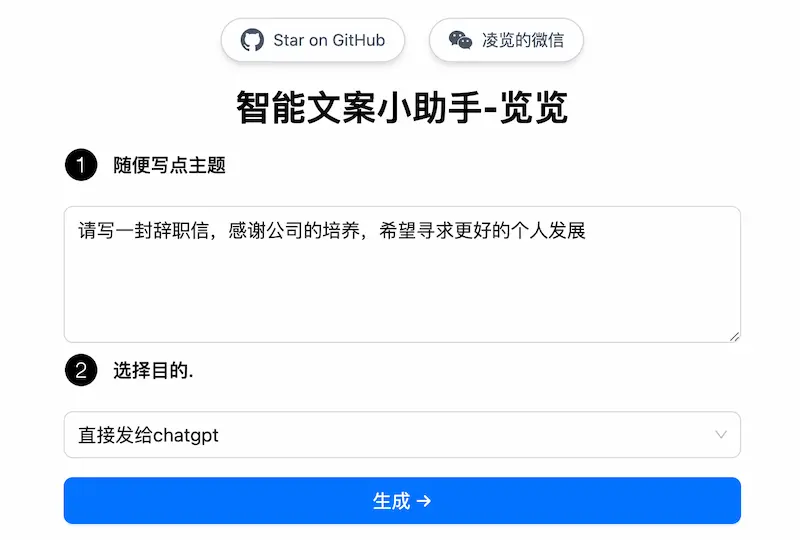 Star on GitHub
凌览的微信
智能文案小助手-览览
1 随便写点主题
请写一封辞职信，感谢公司的培养，希望寻求更好的个人发展
2 选择目的.
直接发给chatgpt
生成 →